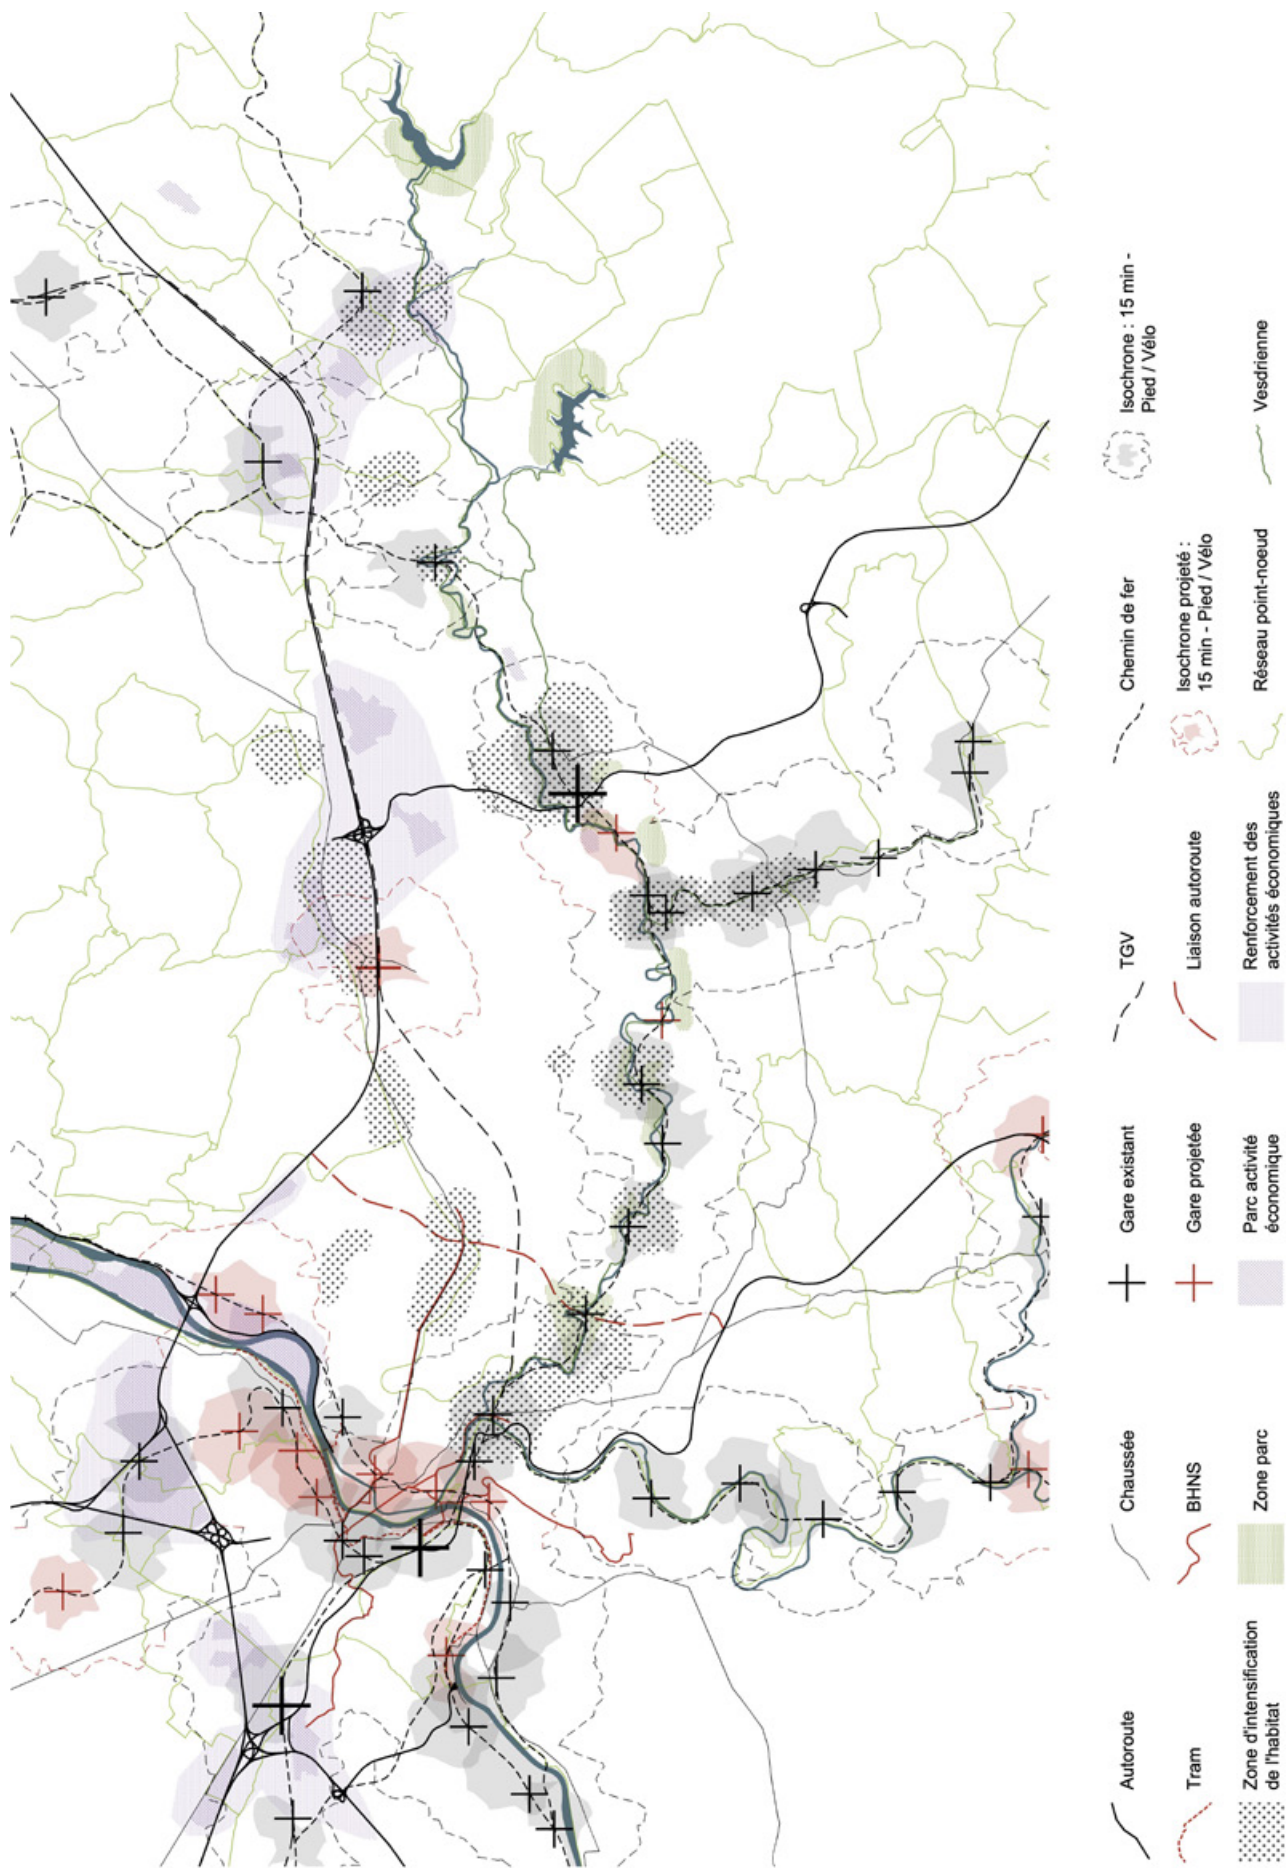 Autoroute
Chaussée
Gare existant
TGV
Chemin de fer
Isochrone : 15 min -
Pied / Vélo
Tram
BHNS
Gare projetée
Liaison autoroute
Isochrone projeté :
15 min - Pied / Vélo
Zone d'intensification
de l'habitat
Zone parc
Parc activité
économique
Renforcement des
activités économiques
Réseau point-noeud
Vesdrienne